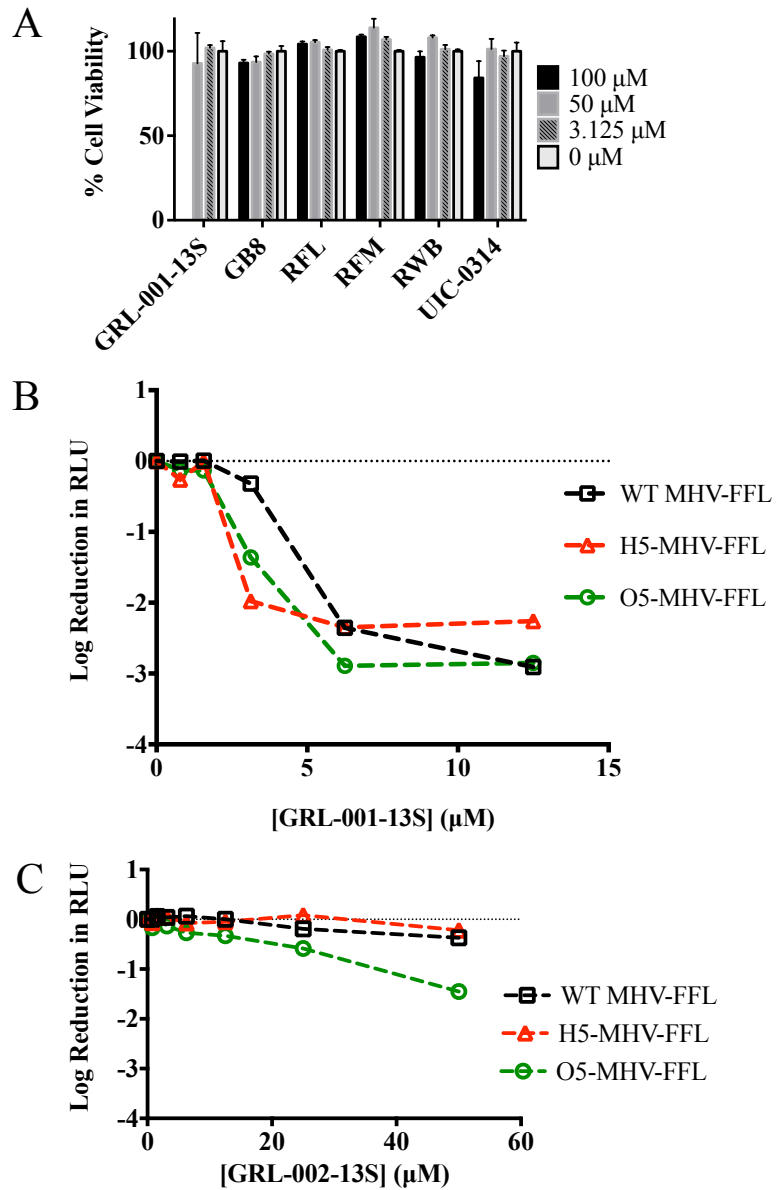 A
% Cell Viability
100
50
0
100 μM
50 μM
3.125 μM
0 μM
GRL-001-13S
GB8
RFL
RFM
RWB
UIC-0314
B
Log Reduction in RLU
1
0
-1
-2
-3
-4
0
5
10
15
[GRL-001-13S] (μM)
WT MHV-FFL
H5-MHV-FFL
O5-MHV-FFL
C
Log Reduction in RLU
1
0
-1
-2
-3
-4
0
20
40
60
[GRL-002-13S] (μM)
WT MHV-FFL
H5-MHV-FFL
O5-MHV-FFL